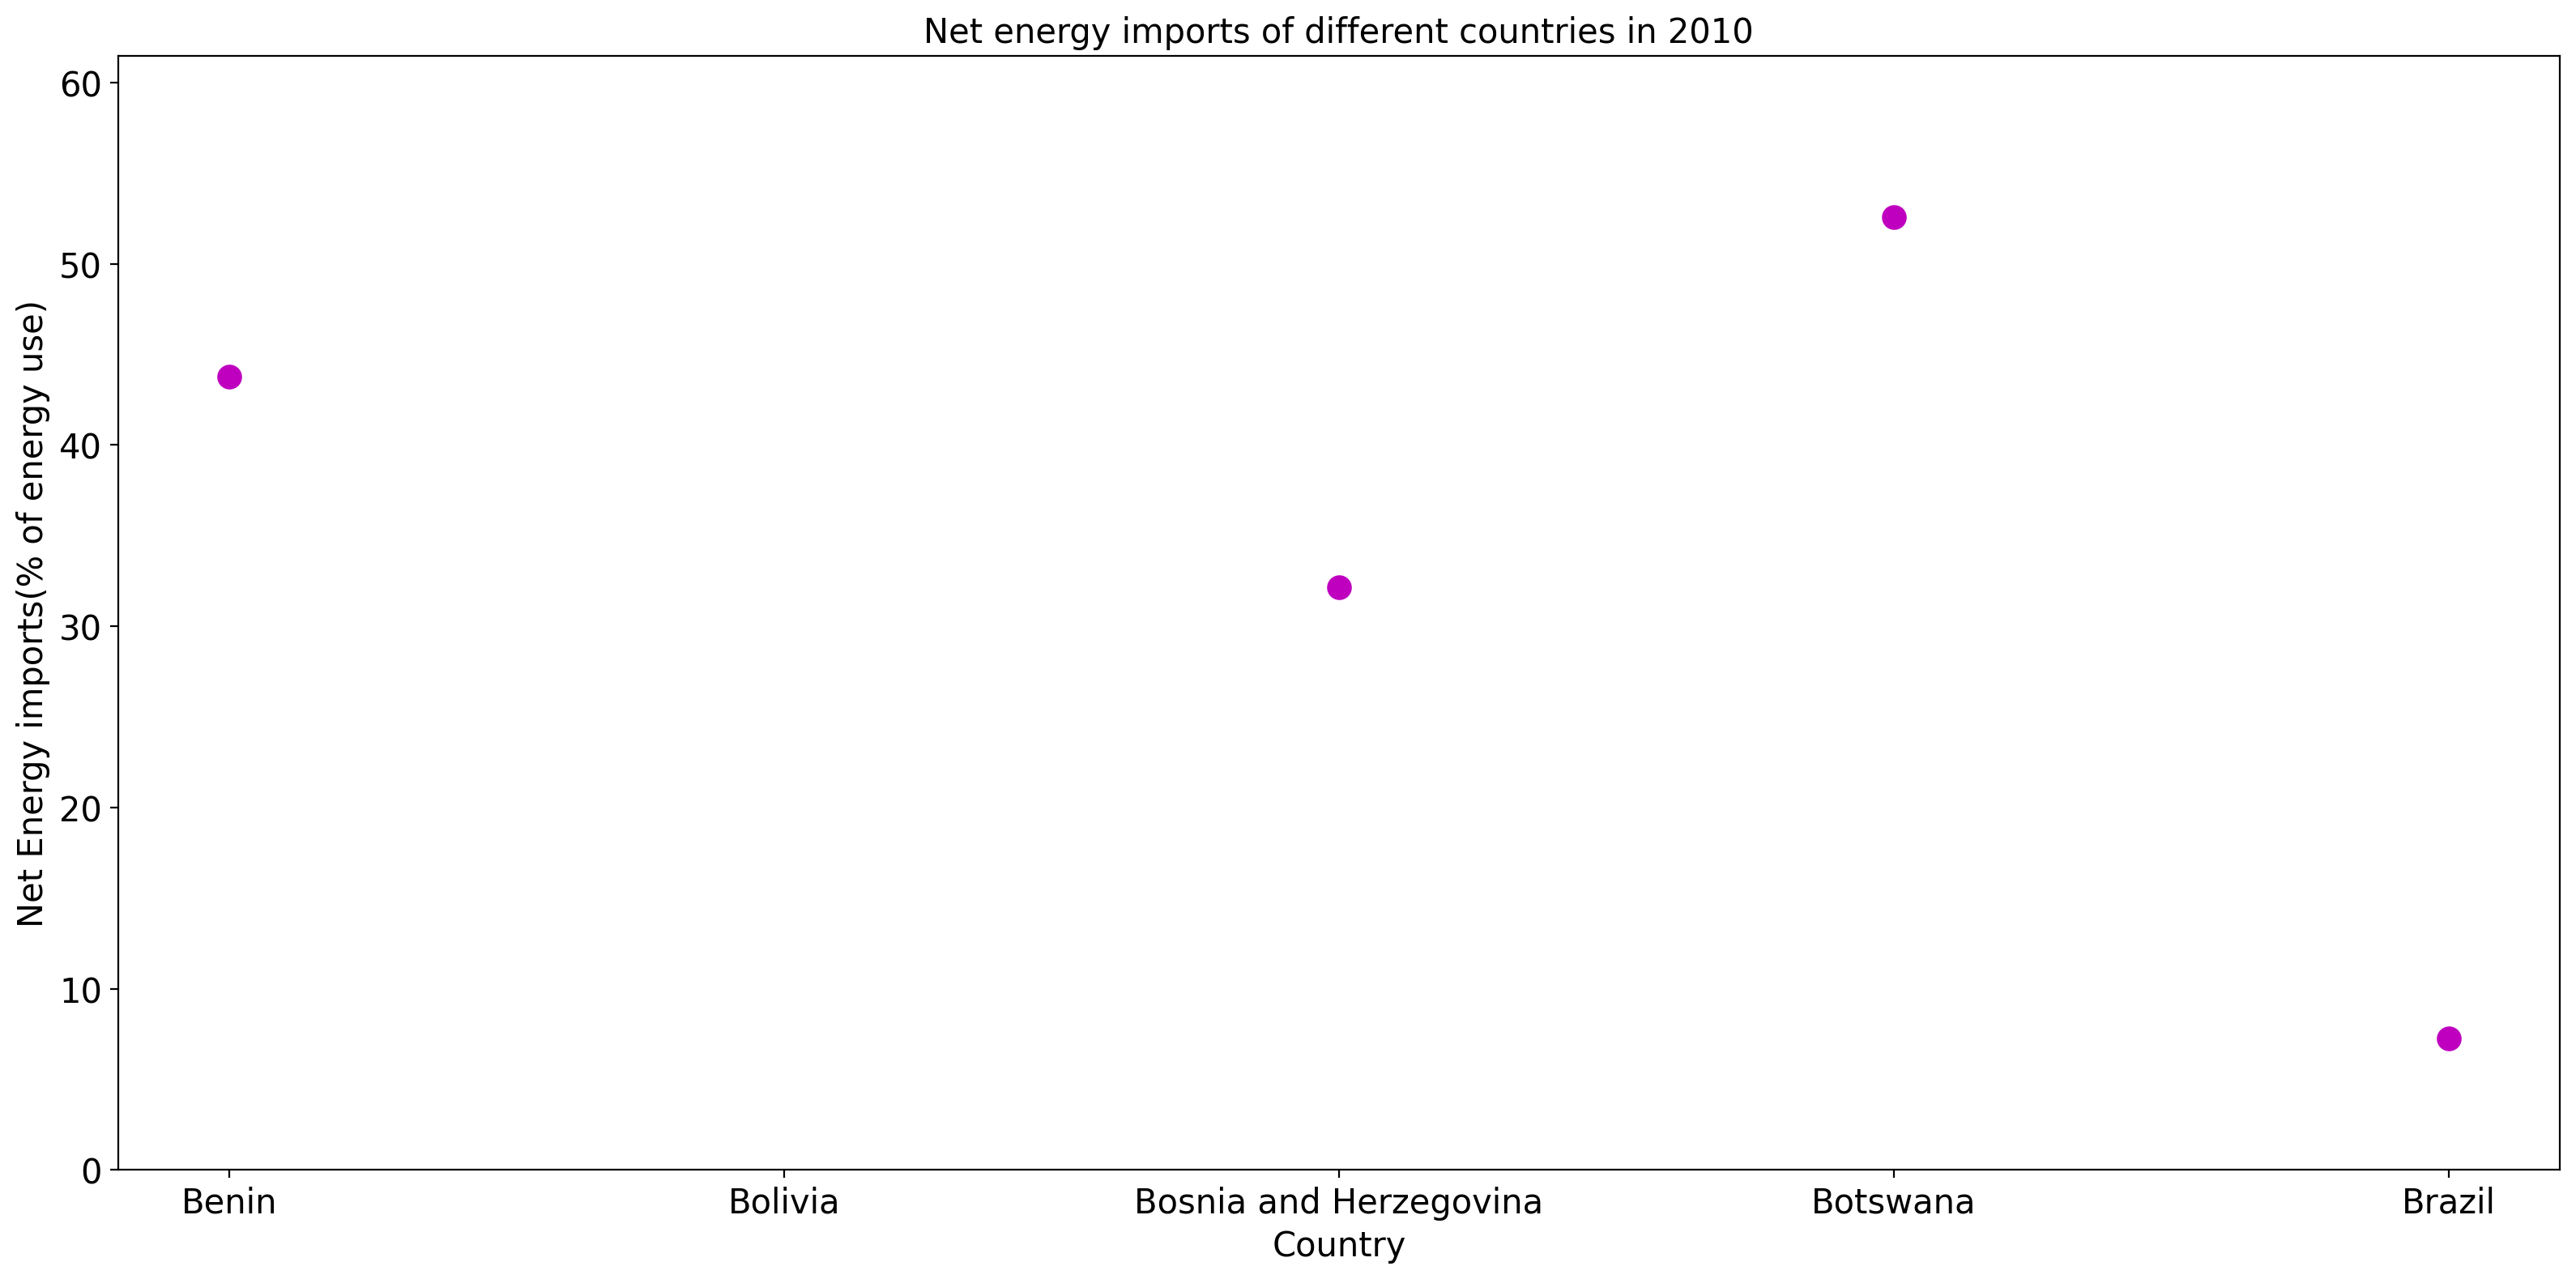 Net energy imports of different countries in 2010
Net Energy imports(% of energy use)
60
50
40
30
20
10
0
Benin Bolivia Bosnia and Herzegovina Botswana Brazil
Country